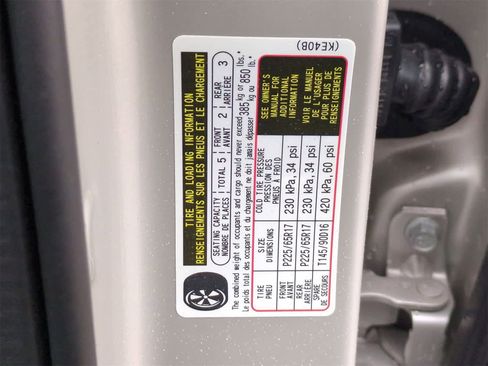 (KE40B)
TIRE AND LOADING INFORMATION
RENSEIGNEMENTS SUR LES PNEUS ET LE CHARGEMENT
SEATING CAPACITY TOTAL 5 FRONT 2 REAR 3
NOMBRE DE PLACES AVANT ARRIÈRE
The combined weight of occupants and cargo should never exceed 385 kg or 850 lbs.
Le poids total des occupants et du chargement ne doit jamais dépasser 385 kg ou 850 lb.
TIRE SIZE COLD TIRE PRESSURE
PNEU DIMENSIONS PRESSION DES PNEUS À FROID
FRONT P225/65R17 230 kPa, 34 psi
AVANT
REAR P225/65R17 230 kPa, 34 psi
ARRIÈRE
SPARE T145/90D16 420 kPa, 60 psi
DE SECOURS
SEE OWNER'S
MANUAL FOR
ADDITIONAL
INFORMATION
VOIR LE MANUEL
DE L'USAGER
POUR PLUS DE
RENSEIGNEMENTS